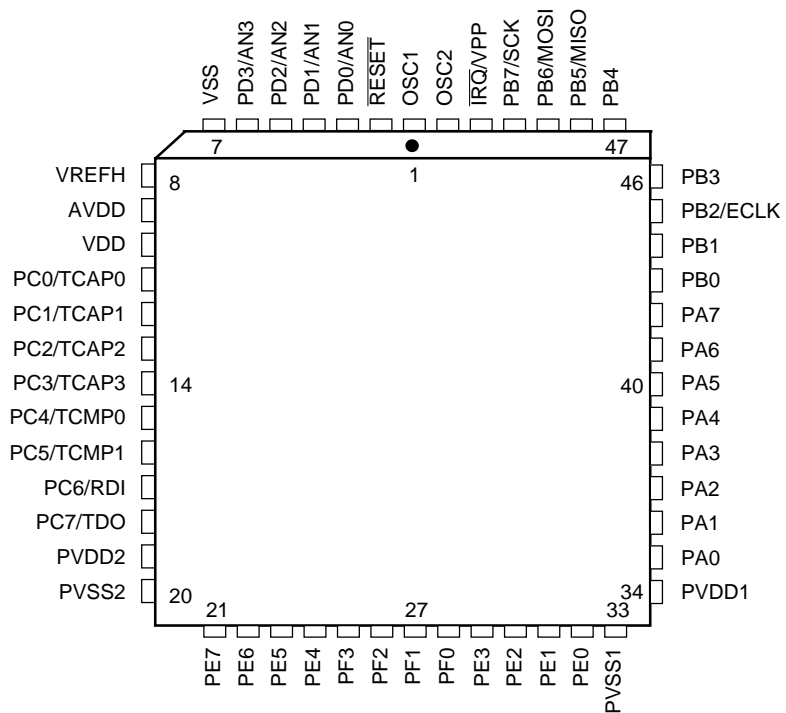 VSS
PD3/AN3
PD2/AN2
PD1/AN1
PD0/AN0
RESET
OSC1
OSC2
IRQ/VPP
PB7/SCK
PB6/MOSI
PB5/MISO
PB4
7
1
47
VREFH
AVDD
VDD
PC0/TCAP0
PC1/TCAP1
PC2/TCAP2
PC3/TCAP3
PC4/TCMP0
PC5/TCMP1
PC6/RDI
PC7/TDO
PVDD2
PVSS2
8
14
20
46
40
34
PB3
PB2/ECLK
PB1
PB0
PA7
PA6
PA5
PA4
PA3
PA2
PA1
PA0
PVDD1
21
27
33
PE7
PE6
PE5
PE4
PF3
PF2
PF1
PF0
PE3
PE2
PE1
PE0
PVSS1